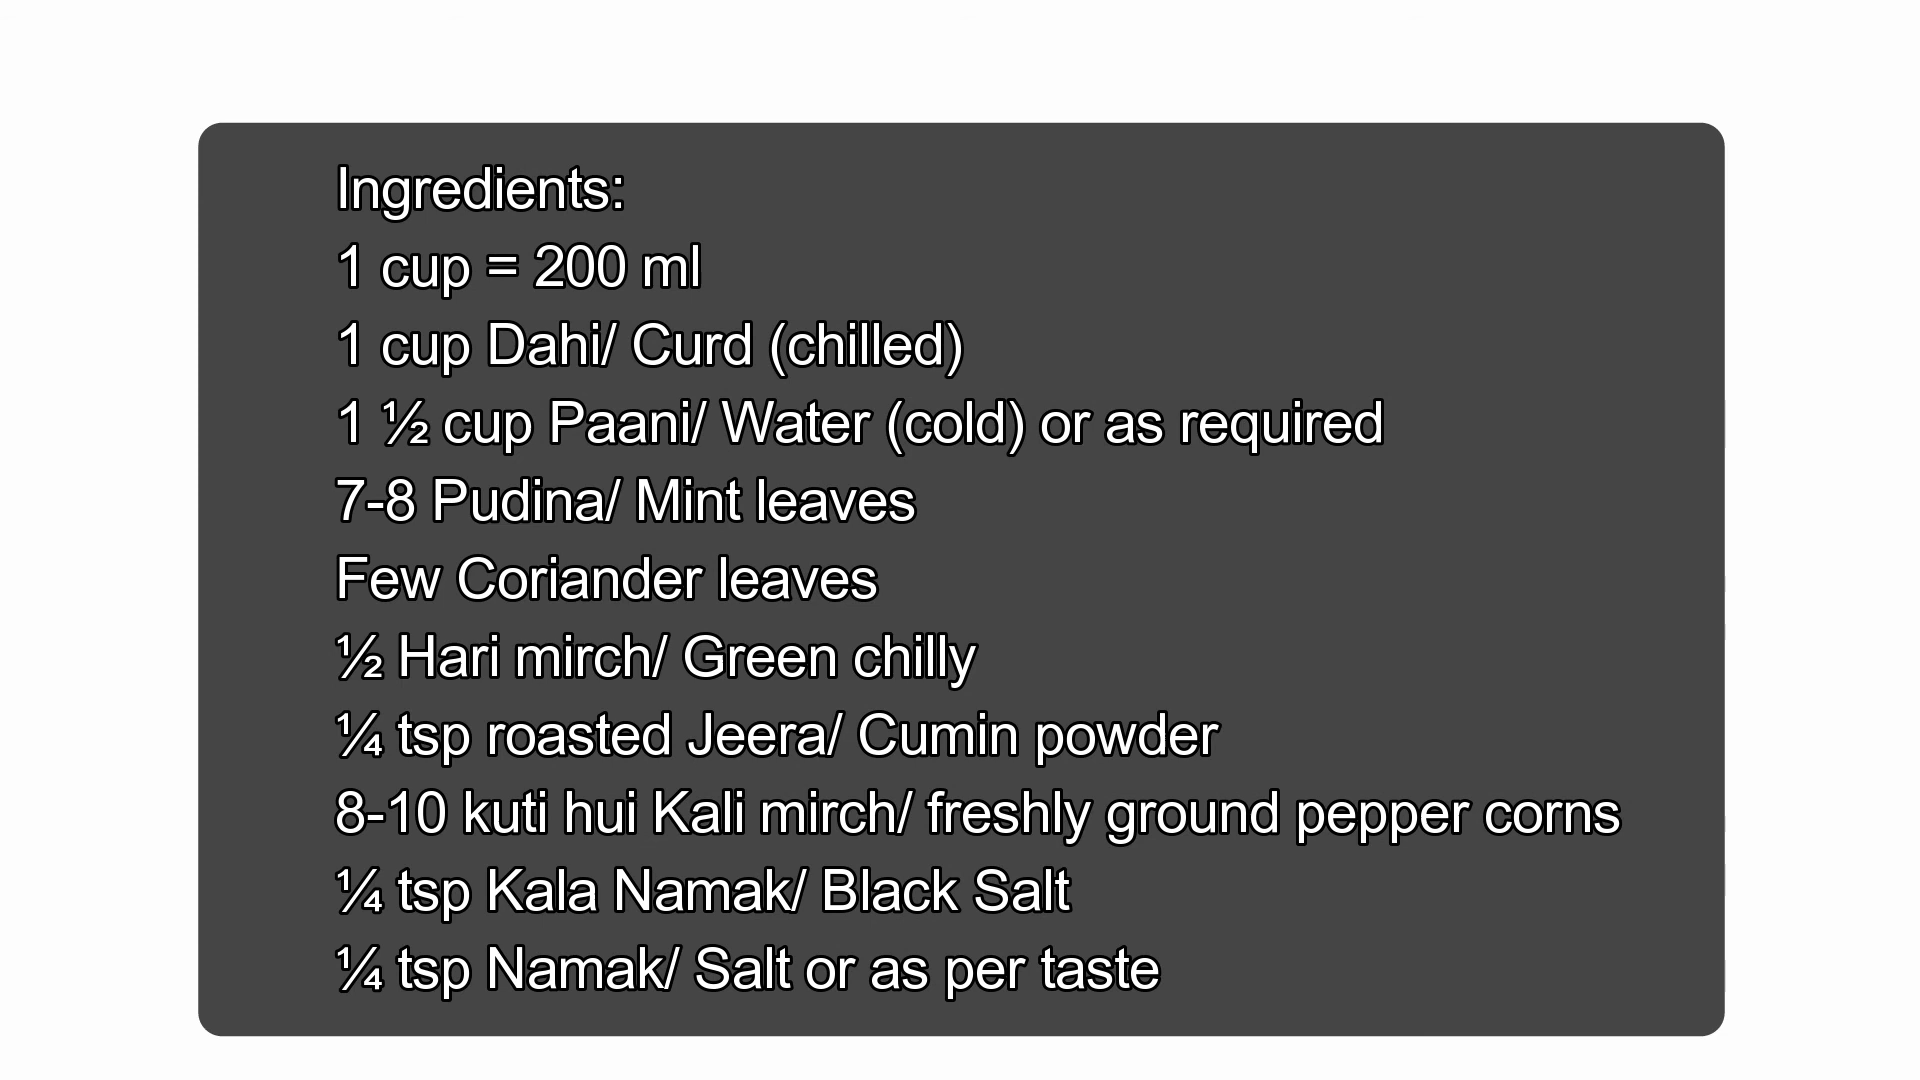 Ingredients:
1 cup = 200 ml
1 cup Dahi/ Curd (chilled)
1 ½ cup Paani/ Water (cold) or as required
7-8 Pudina/ Mint leaves
Few Coriander leaves
½ Hari mirch/ Green chilly
¼ tsp roasted Jeera/ Cumin powder
8-10 kuti hui Kali mirch/ freshly ground pepper corns
¼ tsp Kala Namak/ Black Salt
¼ tsp Namak/ Salt or as per taste